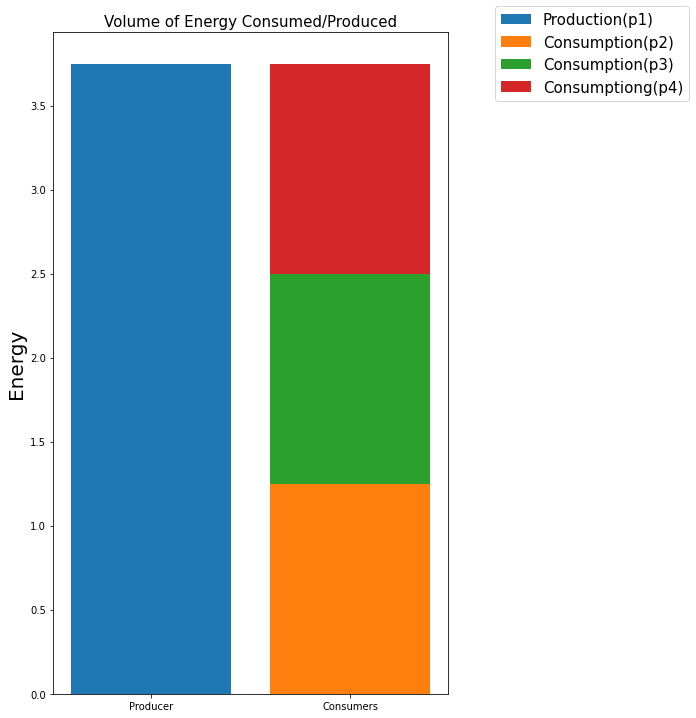 Volume of Energy Consumed/Produced
Production(p1)
Consumption(p2)
Consumption(p3)
Consumptiong(p4)
Energy
3.5
3.0
2.5
2.0
1.5
1.0
0.5
0.0
Producer
Consumers